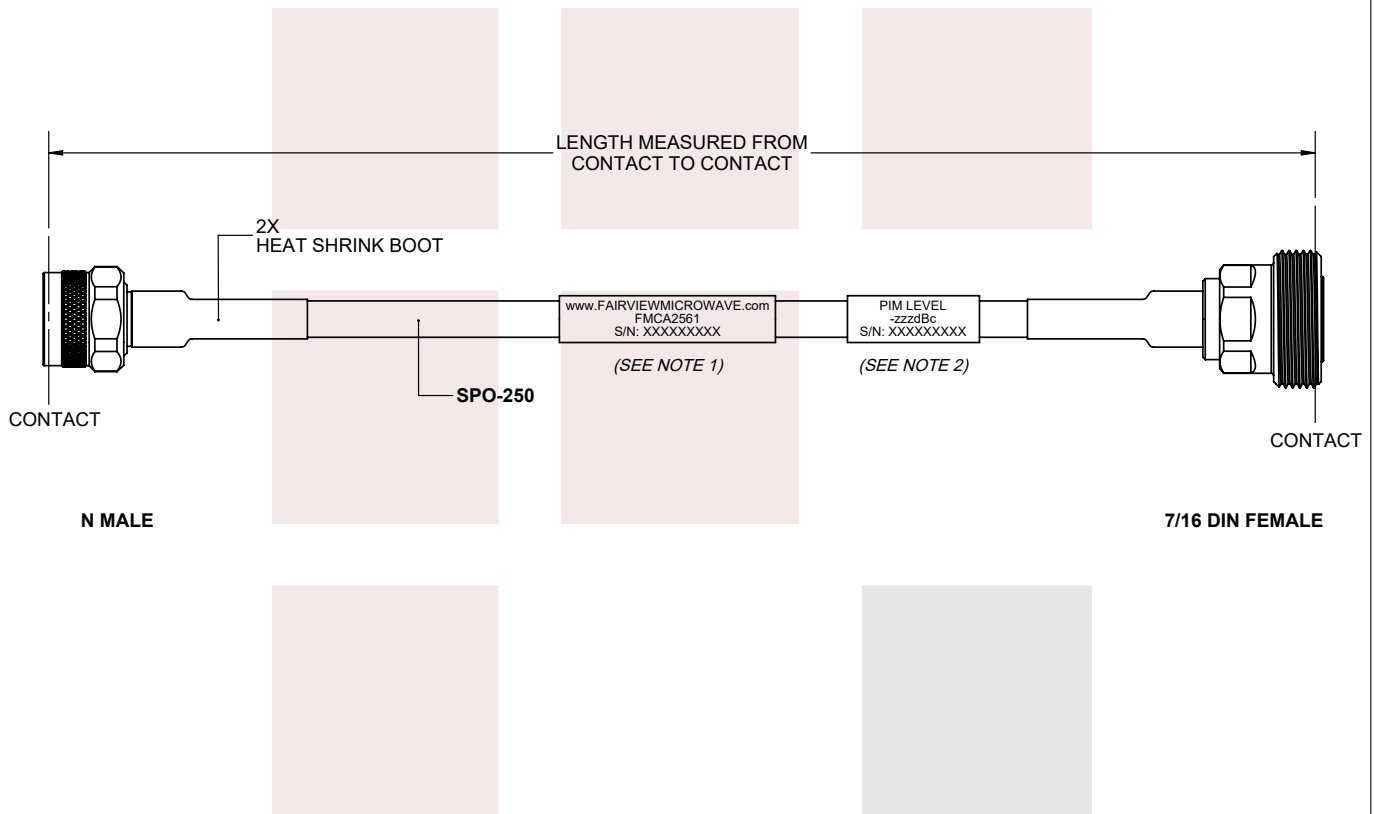 LENGTH MEASURED FROM
CONTACT TO CONTACT
2X
HEAT SHRINK BOOT
www.FAIRVIEWMICROWAVE.com
FMCA2561
S/N: XXXXXXXXX
PIM LEVEL
-zzzdBc
S/N: XXXXXXXXX
(SEE NOTE 1)
(SEE NOTE 2)
SPO-250
CONTACT
CONTACT
N MALE
7/16 DIN FEMALE